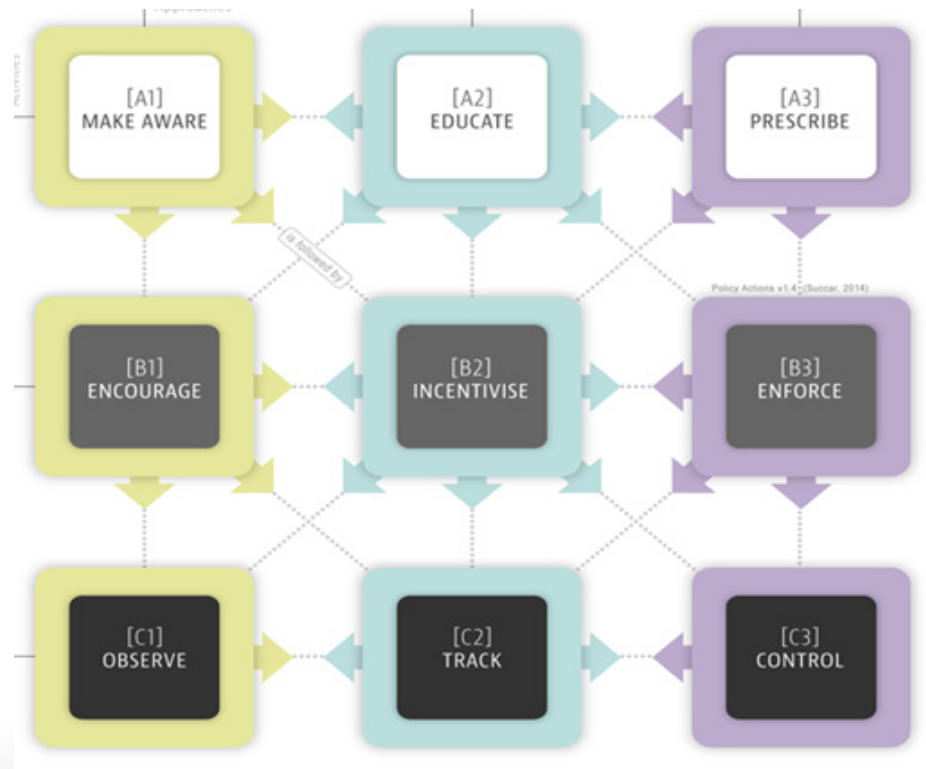 [A1]
MAKE AWARE
[A2]
EDUCATE
[A3]
PRESCRIBE
is followed by
Policy Actions v1.4 (Succar, 2014)
[B1]
ENCOURAGE
[B2]
INCENTIVISE
[B3]
ENFORCE
[C1]
OBSERVE
[C2]
TRACK
[C3]
CONTROL